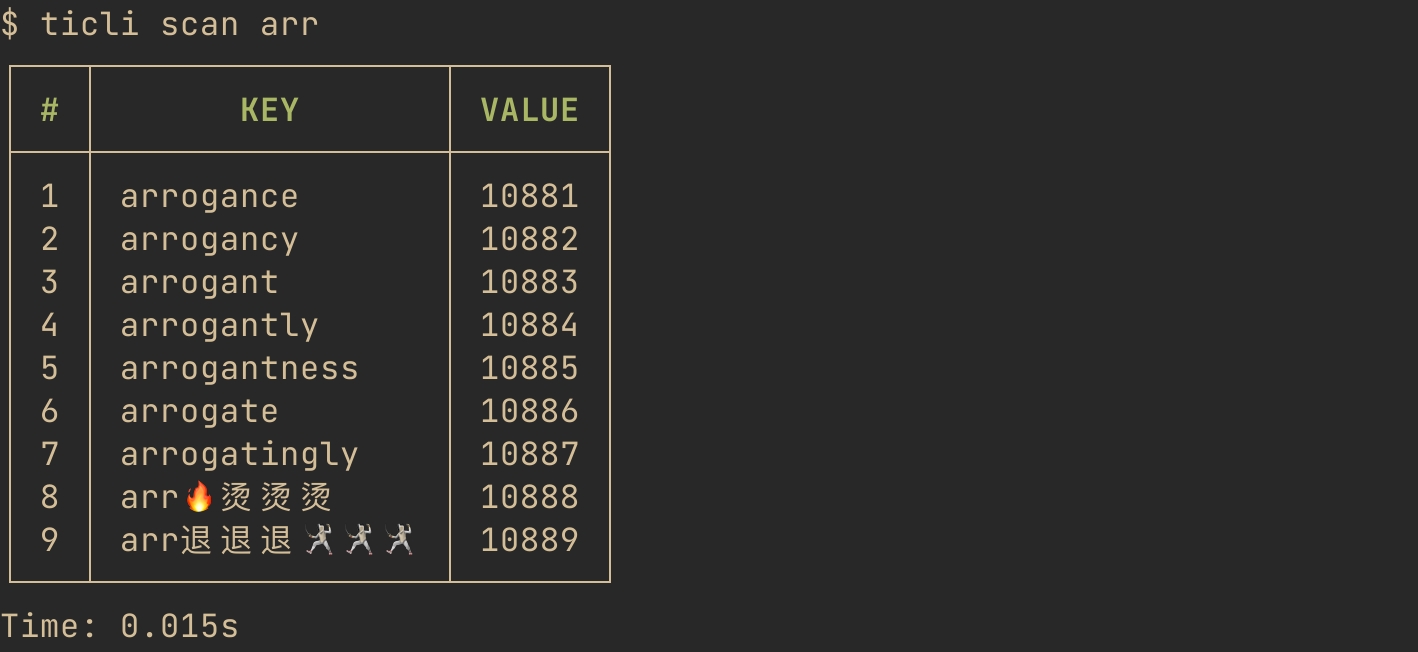 $ ticli scan arr
# KEY VALUE
1 arrogance 10881
2 arrogancy 10882
3 arrogant 10883
4 arrogantly 10884
5 arrogantness 10885
6 arrogate 10886
7 arrogatingly 10887
8 arr🔥烫烫烫 10888
9 arr退退退🤺🤺🤺 10889
Time: 0.015s